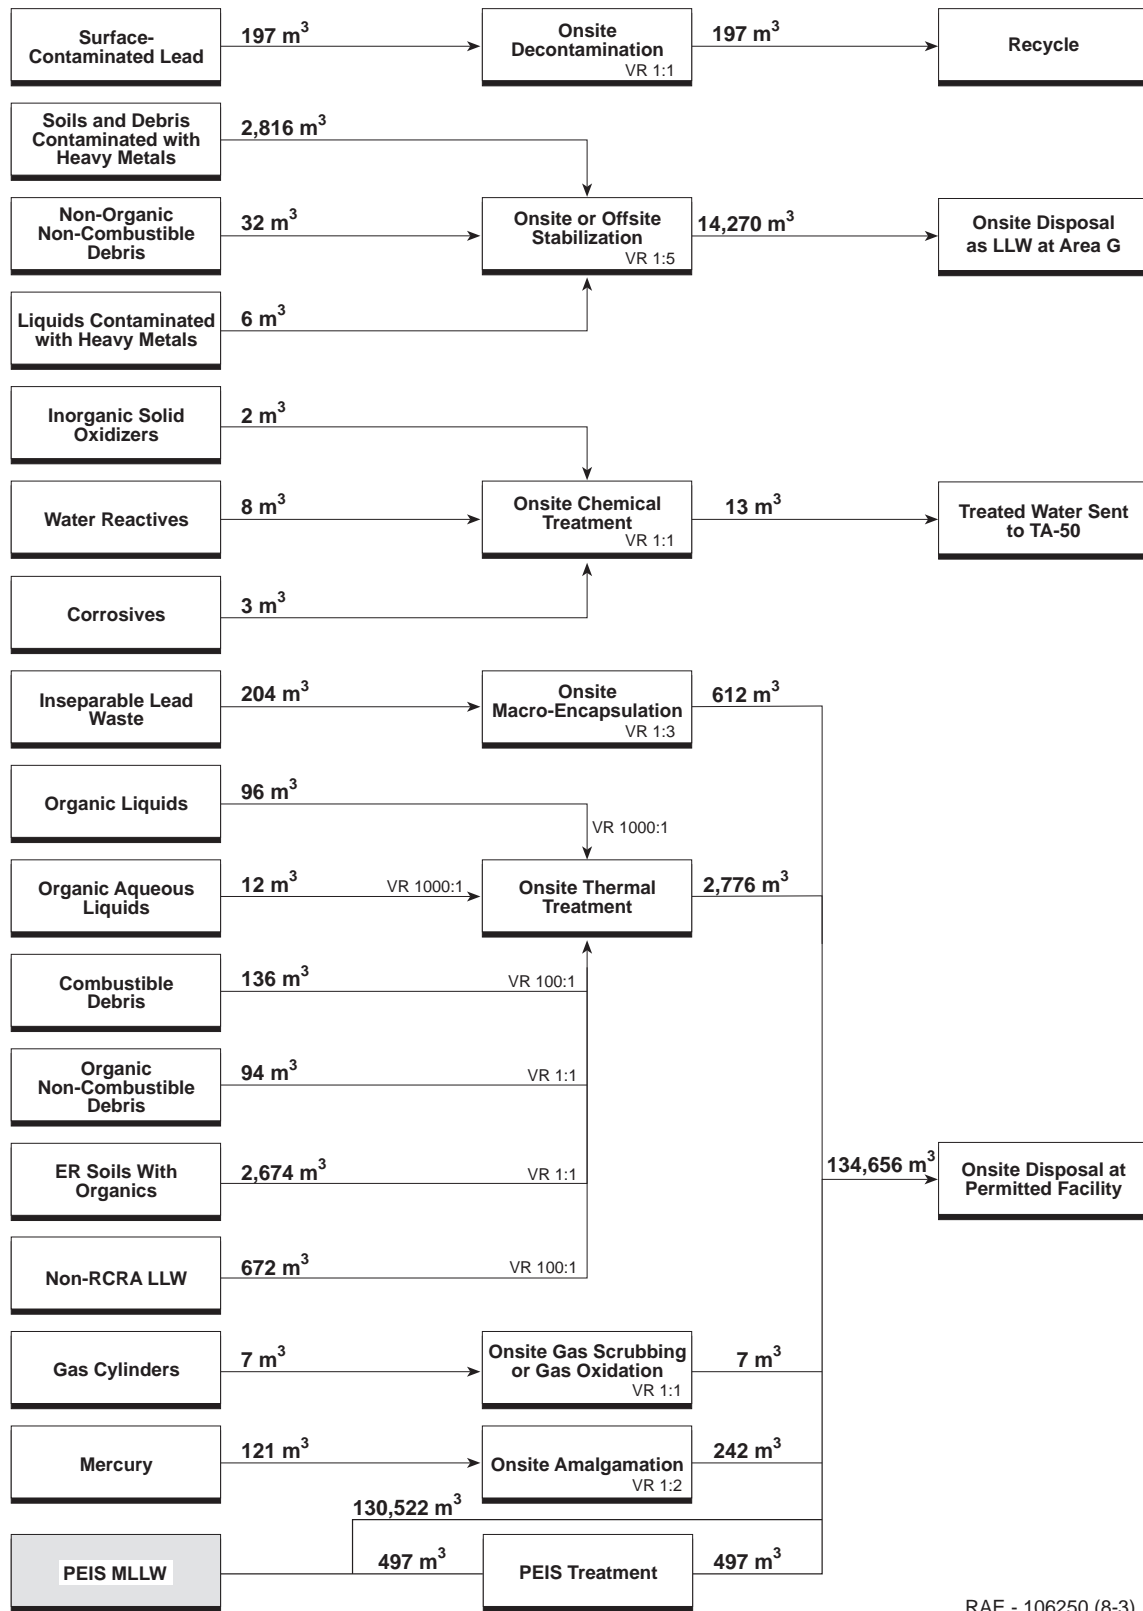 Surface-
Contaminated Lead
197 m³
Onsite
Decontamination
VR 1:1
197 m³
Recycle
Soils and Debris
Contaminated with
Heavy Metals
2,816 m³
Non-Organic
Non-Combustible
Debris
32 m³
Onsite or Offsite
Stabilization
VR 1:5
14,270 m³
Onsite Disposal
as LLW at Area G
Liquids Contaminated
with Heavy Metals
6 m³
Inorganic Solid
Oxidizers
2 m³
Water Reactives
8 m³
Onsite Chemical
Treatment
VR 1:1
13 m³
Treated Water Sent
to TA-50
Corrosives
3 m³
Inseparable Lead
Waste
204 m³
Onsite
Macro-Encapsulation
VR 1:3
612 m³
Organic Liquids
96 m³
VR 1000:1
Organic Aqueous
Liquids
12 m³
VR 1000:1
Onsite Thermal
Treatment
2,776 m³
Combustible
Debris
136 m³
VR 100:1
Organic
Non-Combustible
Debris
94 m³
VR 1:1
ER Soils With
Organics
2,674 m³
VR 1:1
134,656 m³
Onsite Disposal at
Permitted Facility
Non-RCRA LLW
672 m³
VR 100:1
Gas Cylinders
7 m³
Onsite Gas Scrubbing
or Gas Oxidation
VR 1:1
7 m³
Mercury
121 m³
Onsite Amalgamation
VR 1:2
242 m³
130,522 m³
PEIS MLLW
497 m³
PEIS Treatment
497 m³
RAE - 106250 (8-3)